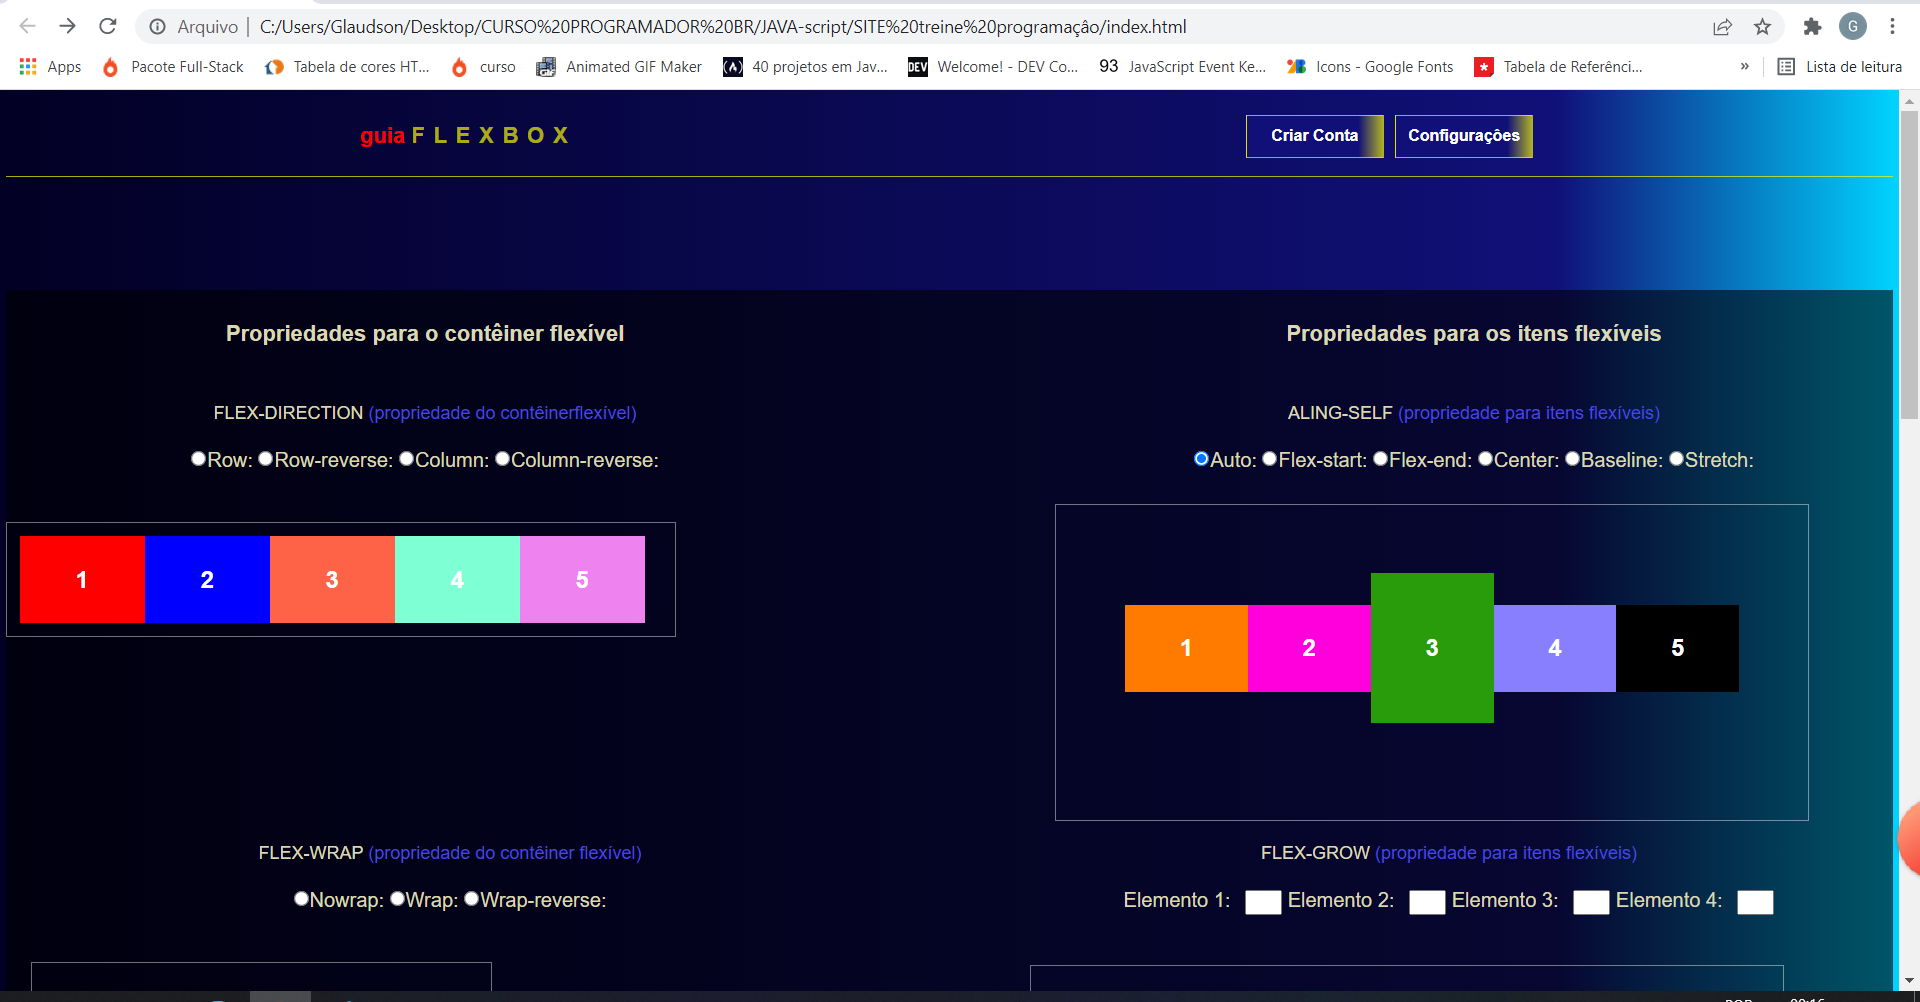 Arquivo | C:/Users/Glaudson/Desktop/CURSO%20PROGRAMADOR%20BR/JAVA-script/SITE%20treine%20programação/index.html
G
Apps Pacote Full-Stack Tabela de cores HT... curso Animated GIF Maker (A) 40 projetos em Jav... DEV Welcome! - DEV Co... 93 JavaScript Event Ke... Icons - Google Fonts Tabela de Referênci... » Lista de leitura
guia FLEXBOX
Criar Conta Configurações
Propriedades para o contêiner flexível
Propriedades para os itens flexíveis
FLEX-DIRECTION (propriedade do contêinerflexível)
ALING-SELF (propriedade para itens flexíveis)
Row: Row-reverse: Column: Column-reverse:
Auto: Flex-start: Flex-end: Center: Baseline: Stretch:
1 2 3 4 5
1 2 3 4 5
FLEX-WRAP (propriedade do contêiner flexível)
FLEX-GROW (propriedade para itens flexíveis)
Nowrap: Wrap: Wrap-reverse:
Elemento 1: Elemento 2: Elemento 3: Elemento 4: